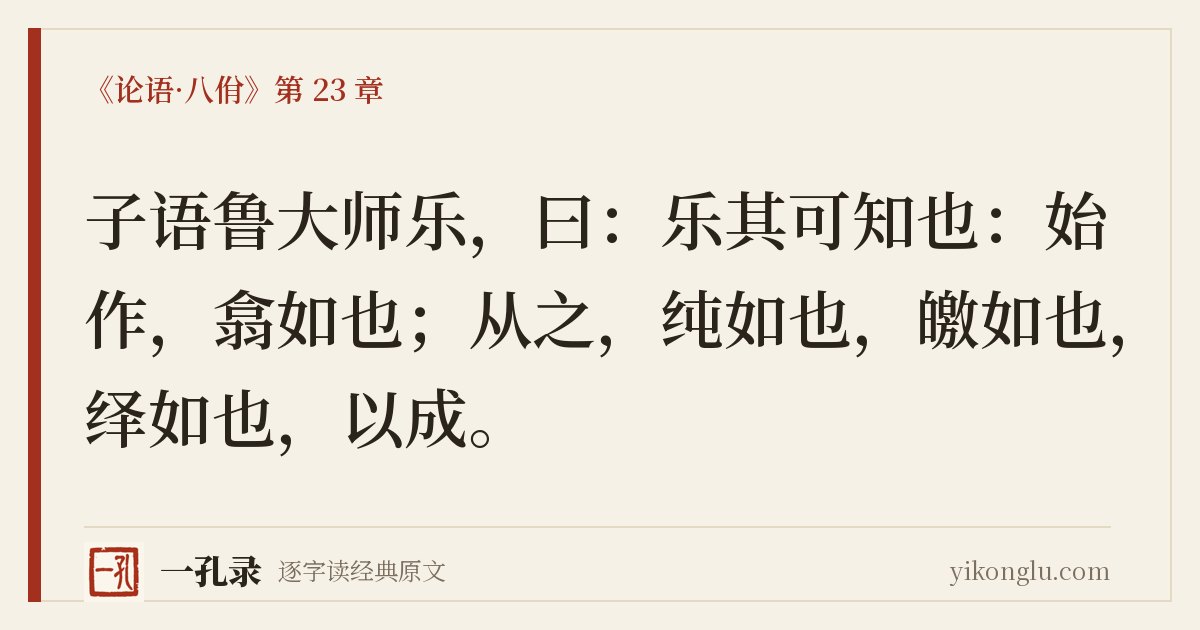 《论语·八佾》第 23 章
子语鲁大师乐，曰：乐其可知也：始
作，翕如也；从之，纯如也，皦如也，
绎如也，以成。
一孔
一孔录 逐字读经典原文 yikonglu.com